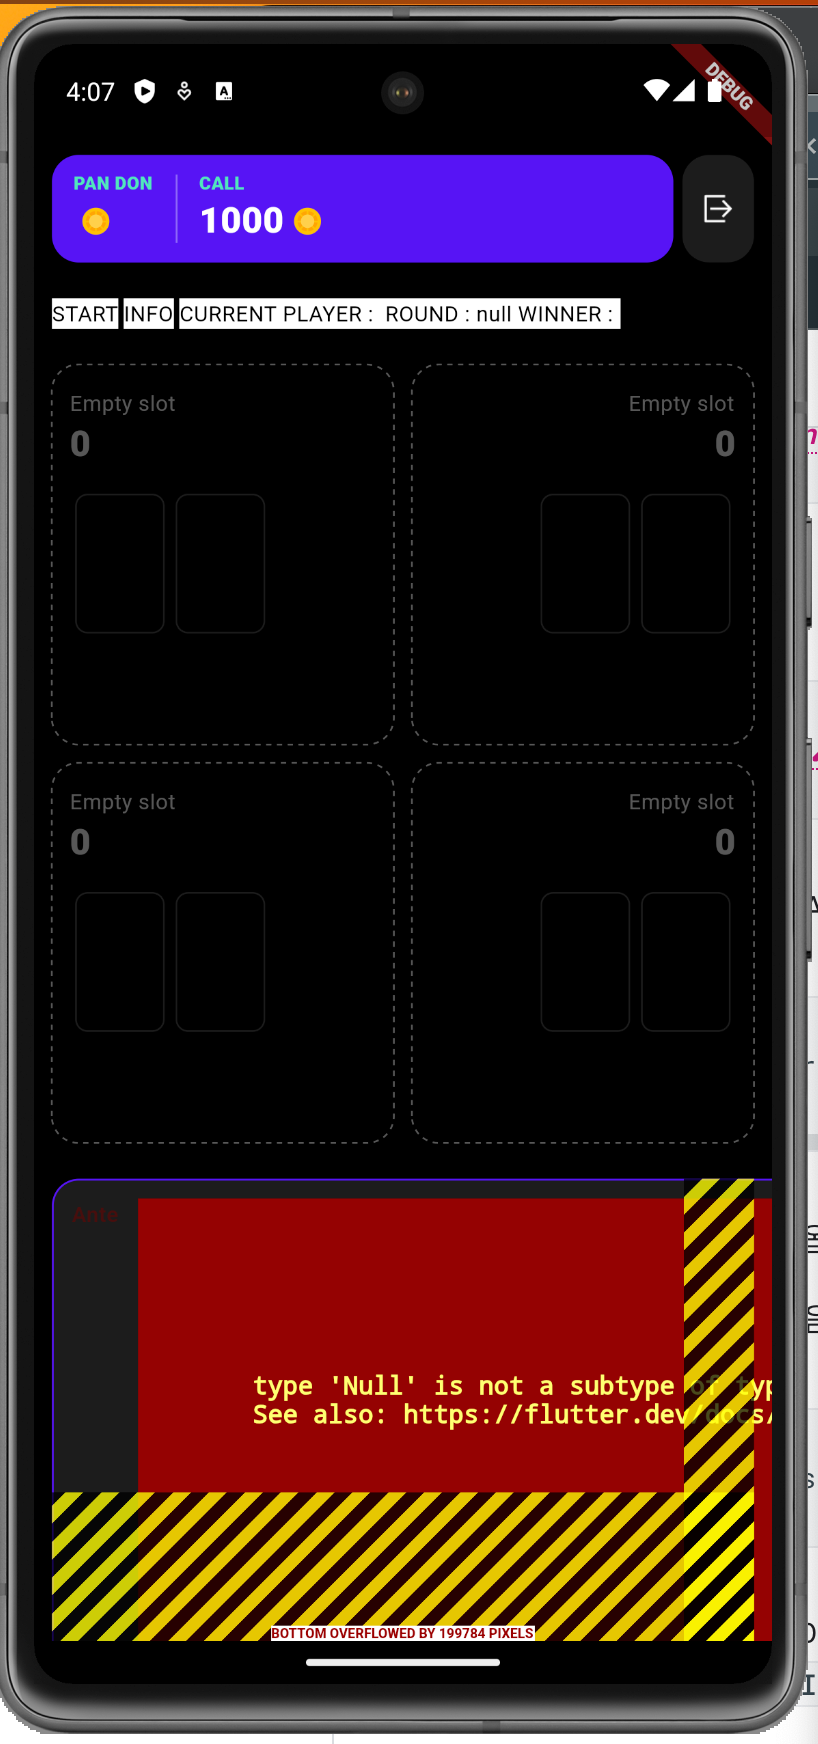 4:07
DEBUG
PAN DON
CALL
1000
START INFO CURRENT PLAYER : ROUND : null WINNER :
Empty slot
0
Empty slot
0
Empty slot
0
Empty slot
0
Ante
type 'Null' is not a subtype of typ
See also: https://flutter.dev/docs/
BOTTOM OVERFLOWED BY 199784 PIXELS